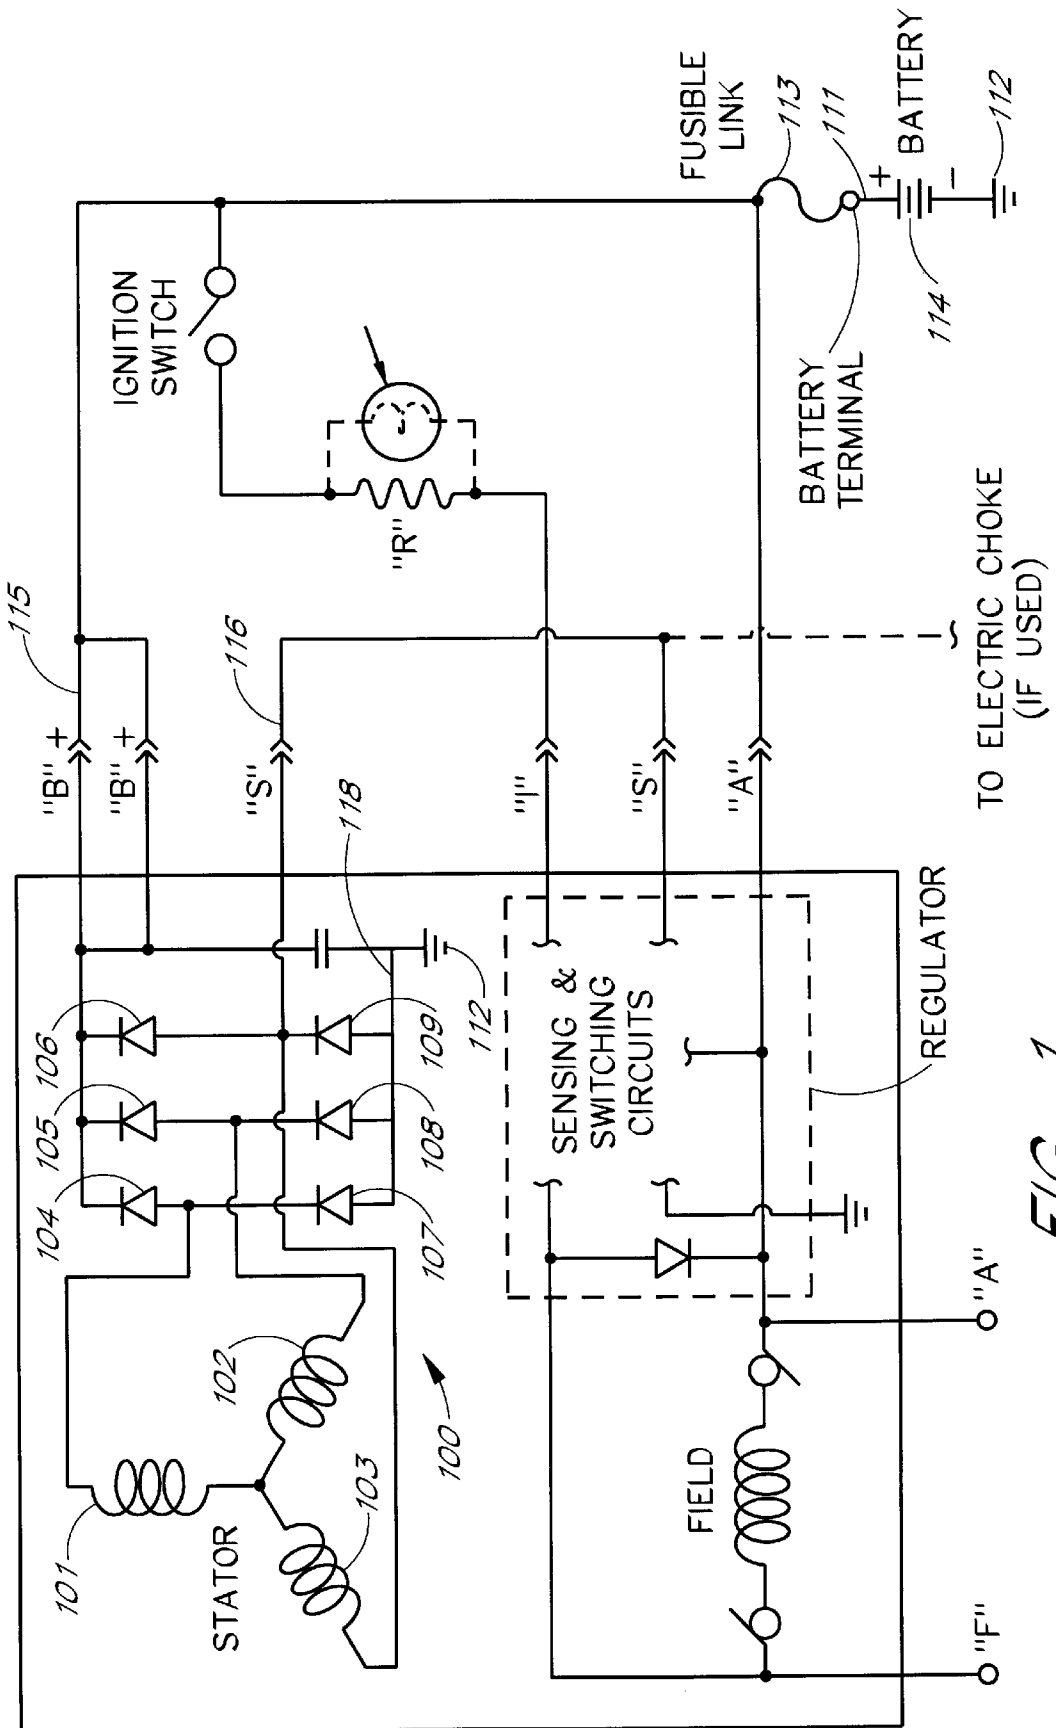 101
STATOR
102
103
100
104
105
106
107
108
109
112
118
"B" +
"B" +
115
"S"
116
IGNITION
SWITCH
"R"
"I"
"S"
"A"
SENSING &
SWITCHING
CIRCUITS
REGULATOR
FIELD
"F"
"A"
FUSIBLE
LINK
113
111
BATTERY
TERMINAL
+
-
BATTERY
114
112
TO ELECTRIC CHOKE
(IF USED)
FIG. 1